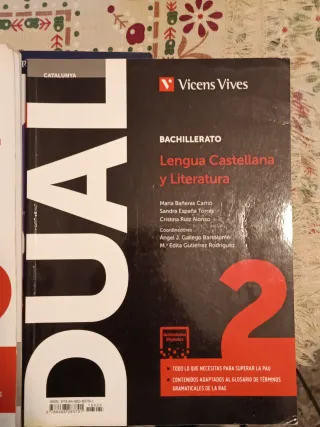 CATALUNYA
DUAL
Vicens Vives
BACHILLERATO
Lengua Castellana
y Literatura
María Bañeras Carrió
Sandra España Torres
Cristina Ruiz Alonso
Coordinadores:
Ángel J. Gallego Bartolomé
M.ª Edita Gutiérrez Rodríguez
2
TODO LO QUE NECESITAS PARA SUPERAR LA PAU
CONTENIDOS ADAPTADOS AL GLOSARIO DE TÉRMINOS
GRAMATICALES DE LA RAE